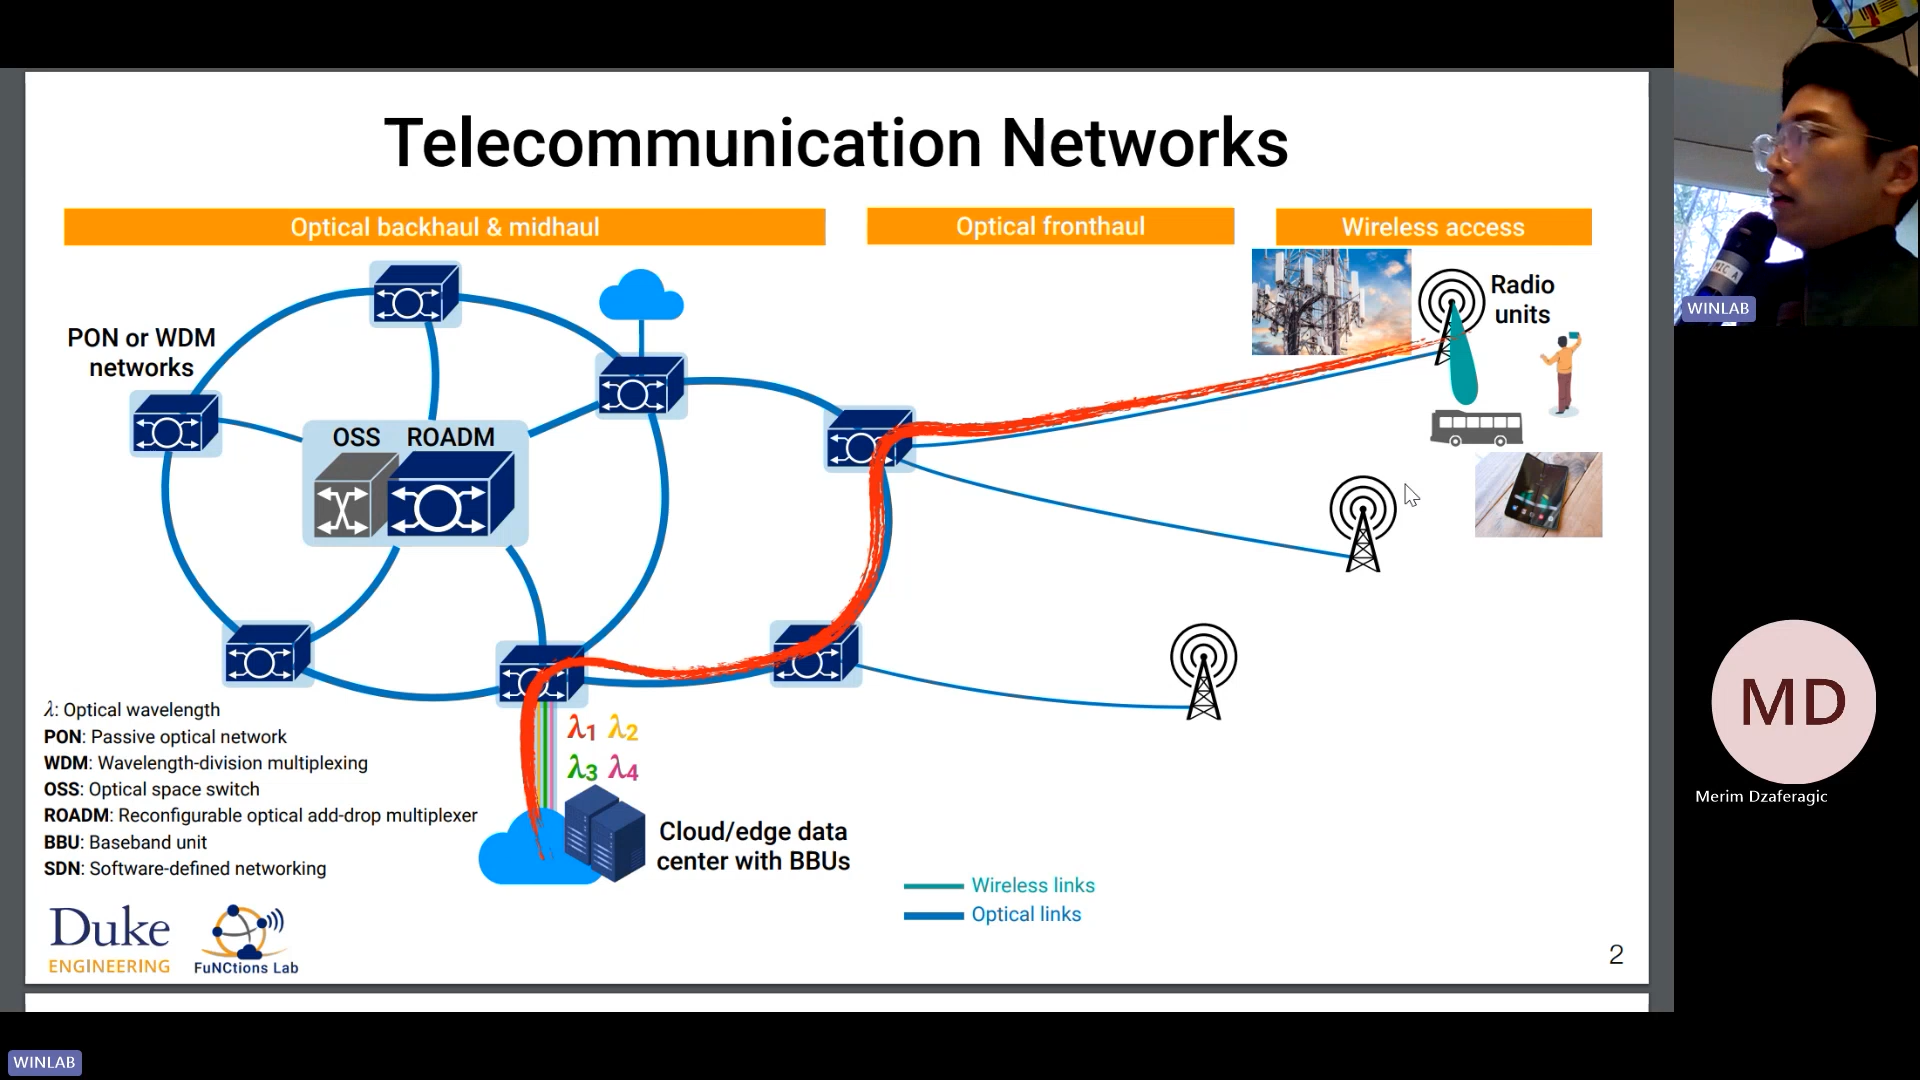 Telecommunication Networks
Optical backhaul & midhaul
Optical fronthaul
Wireless access
PON or WDM
networks
OSS ROADM
Radio
units
λ1 λ2
λ3 λ4
λ: Optical wavelength
PON: Passive optical network
WDM: Wavelength-division multiplexing
OSS: Optical space switch
ROADM: Reconfigurable optical add-drop multiplexer
BBU: Baseband unit
SDN: Software-defined networking
Cloud/edge data
center with BBUs
Wireless links
Optical links
Duke
ENGINEERING
FuNCtions Lab
2
MIC A
WINLAB
MD
Merim Dzaferagic
WINLAB